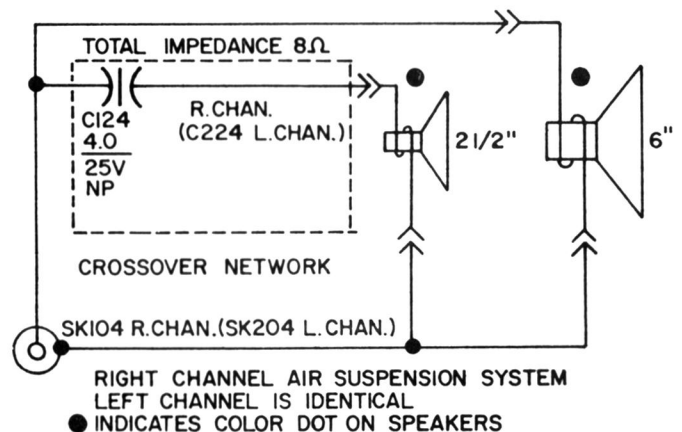 TOTAL IMPEDANCE 8Ω
C124
4.0
25V
NP
R.CHAN.
(C224 L.CHAN.)
2 1/2"
6"
CROSSOVER NETWORK
SK104 R.CHAN.(SK204 L.CHAN.)
RIGHT CHANNEL AIR SUSPENSION SYSTEM
LEFT CHANNEL IS IDENTICAL
● INDICATES COLOR DOT ON SPEAKERS